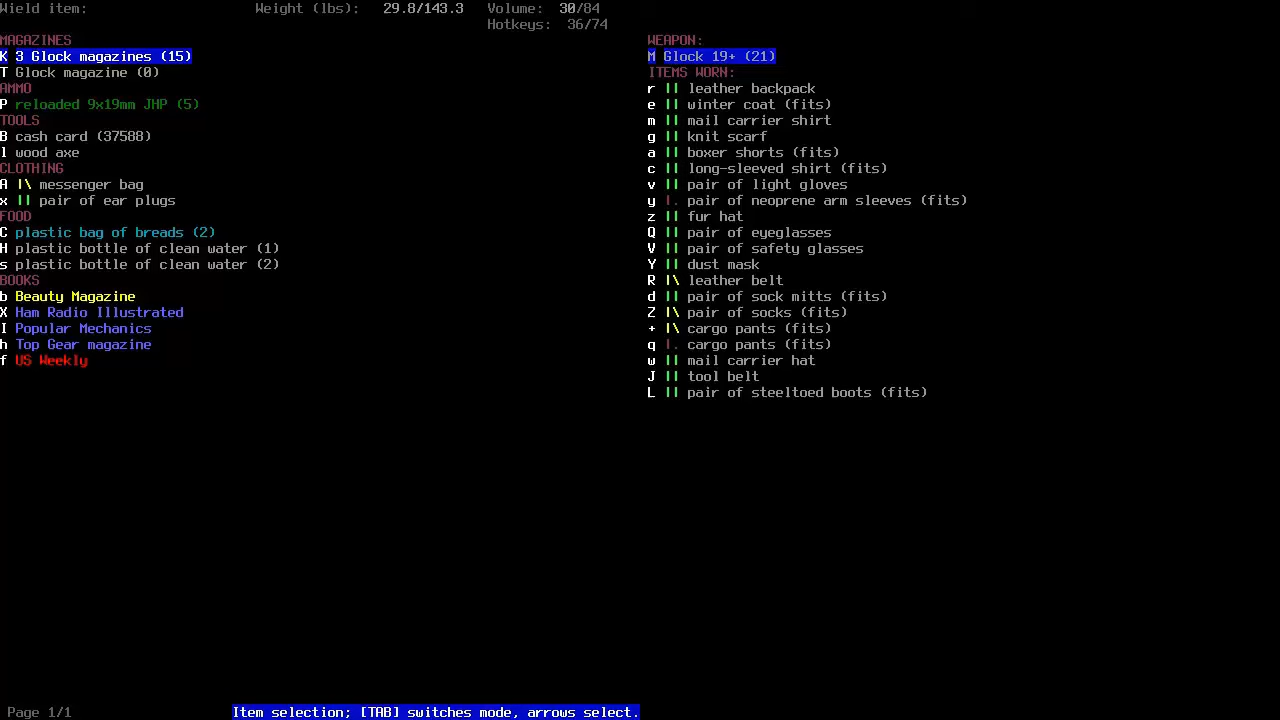 Wield item: Weight (lbs): 29.8/143.3 Volume: 30/84
Hotkeys: 36/74
MAGAZINES
K 3 Glock magazines (15)
T Glock magazine (0)
AMMO
P reloaded 9x19mm JHP (5)
TOOLS
B cash card (37588)
l wood axe
CLOTHING
A |\ messenger bag
x || pair of ear plugs
FOOD
C plastic bag of breads (2)
H plastic bottle of clean water (1)
s plastic bottle of clean water (2)
BOOKS
b Beauty Magazine
X Ham Radio Illustrated
I Popular Mechanics
h Top Gear magazine
f US Weekly
WEAPON:
M Glock 19+ (21)
ITEMS WORN:
r || leather backpack
e || winter coat (fits)
m || mail carrier shirt
g || knit scarf
a || boxer shorts (fits)
c || long-sleeved shirt (fits)
v || pair of light gloves
y |. pair of neoprene arm sleeves (fits)
z || fur hat
Q || pair of eyeglasses
V || pair of safety glasses
Y || dust mask
R |\ leather belt
d || pair of sock mitts (fits)
Z |\ pair of socks (fits)
+ |\ cargo pants (fits)
q |. cargo pants (fits)
w || mail carrier hat
J || tool belt
L || pair of steeltoed boots (fits)
Page 1/1 Item selection; [TAB] switches mode, arrows select.